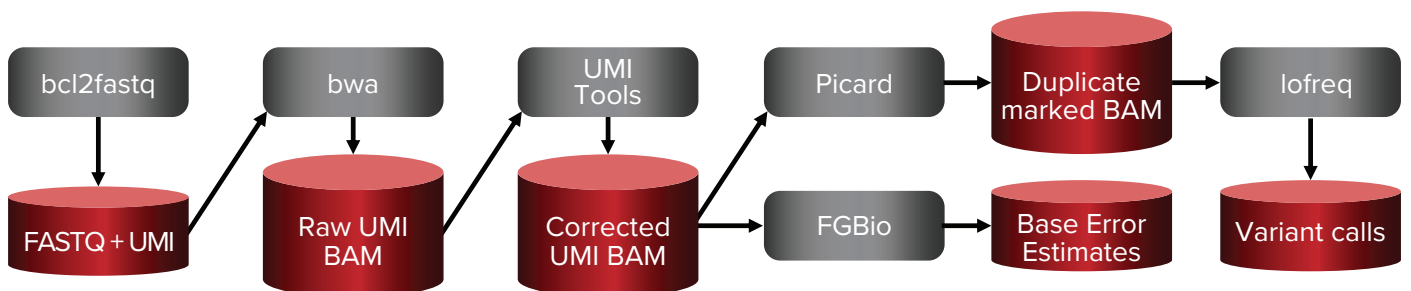 bcl2fastq
FASTQ + UMI
bwa
Raw UMI
BAM
UMI
Tools
Corrected
UMI BAM
Picard
Duplicate
marked BAM
lofreq
Variant calls
FGBio
Base Error
Estimates